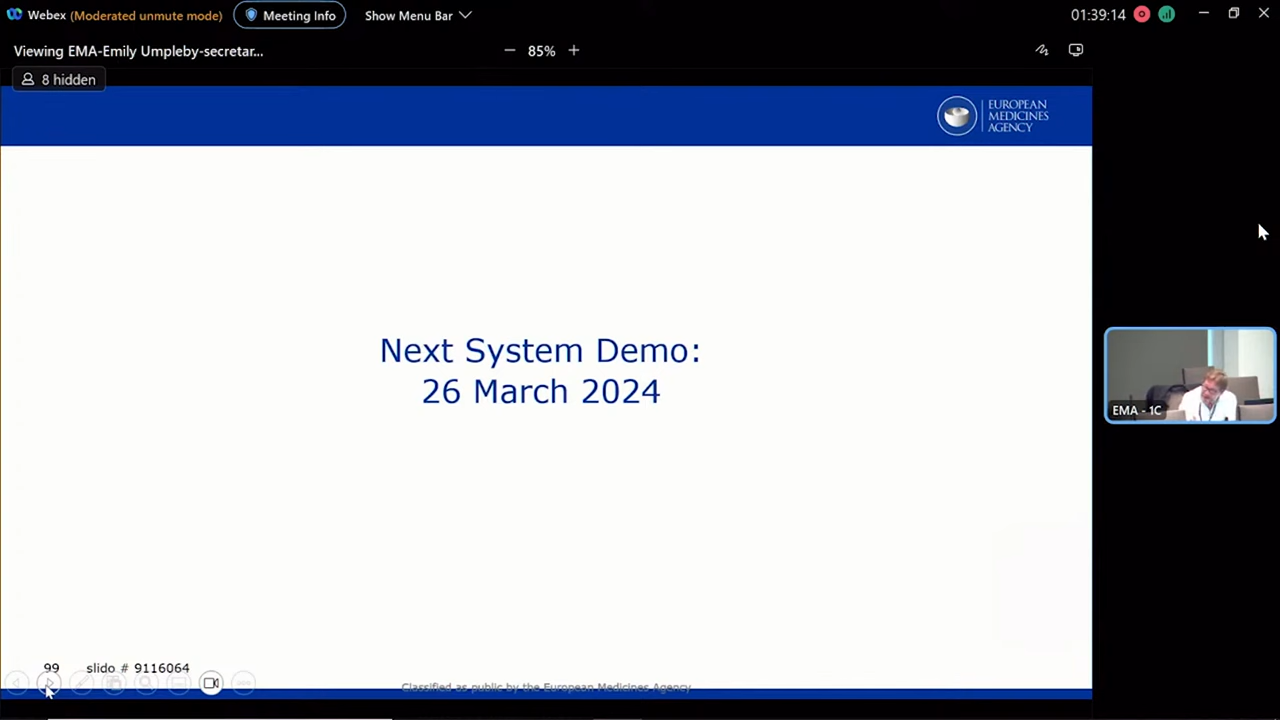 Webex (Moderated unmute mode) Meeting Info Show Menu Bar 01:39:14
Viewing EMA-Emily Umpleby-secretar... 85%
8 hidden
EUROPEAN
MEDICINES
AGENCY
Next System Demo:
26 March 2024
EMA - 1C
99 slido # 9116064
Classified as public by the European Medicines Agency